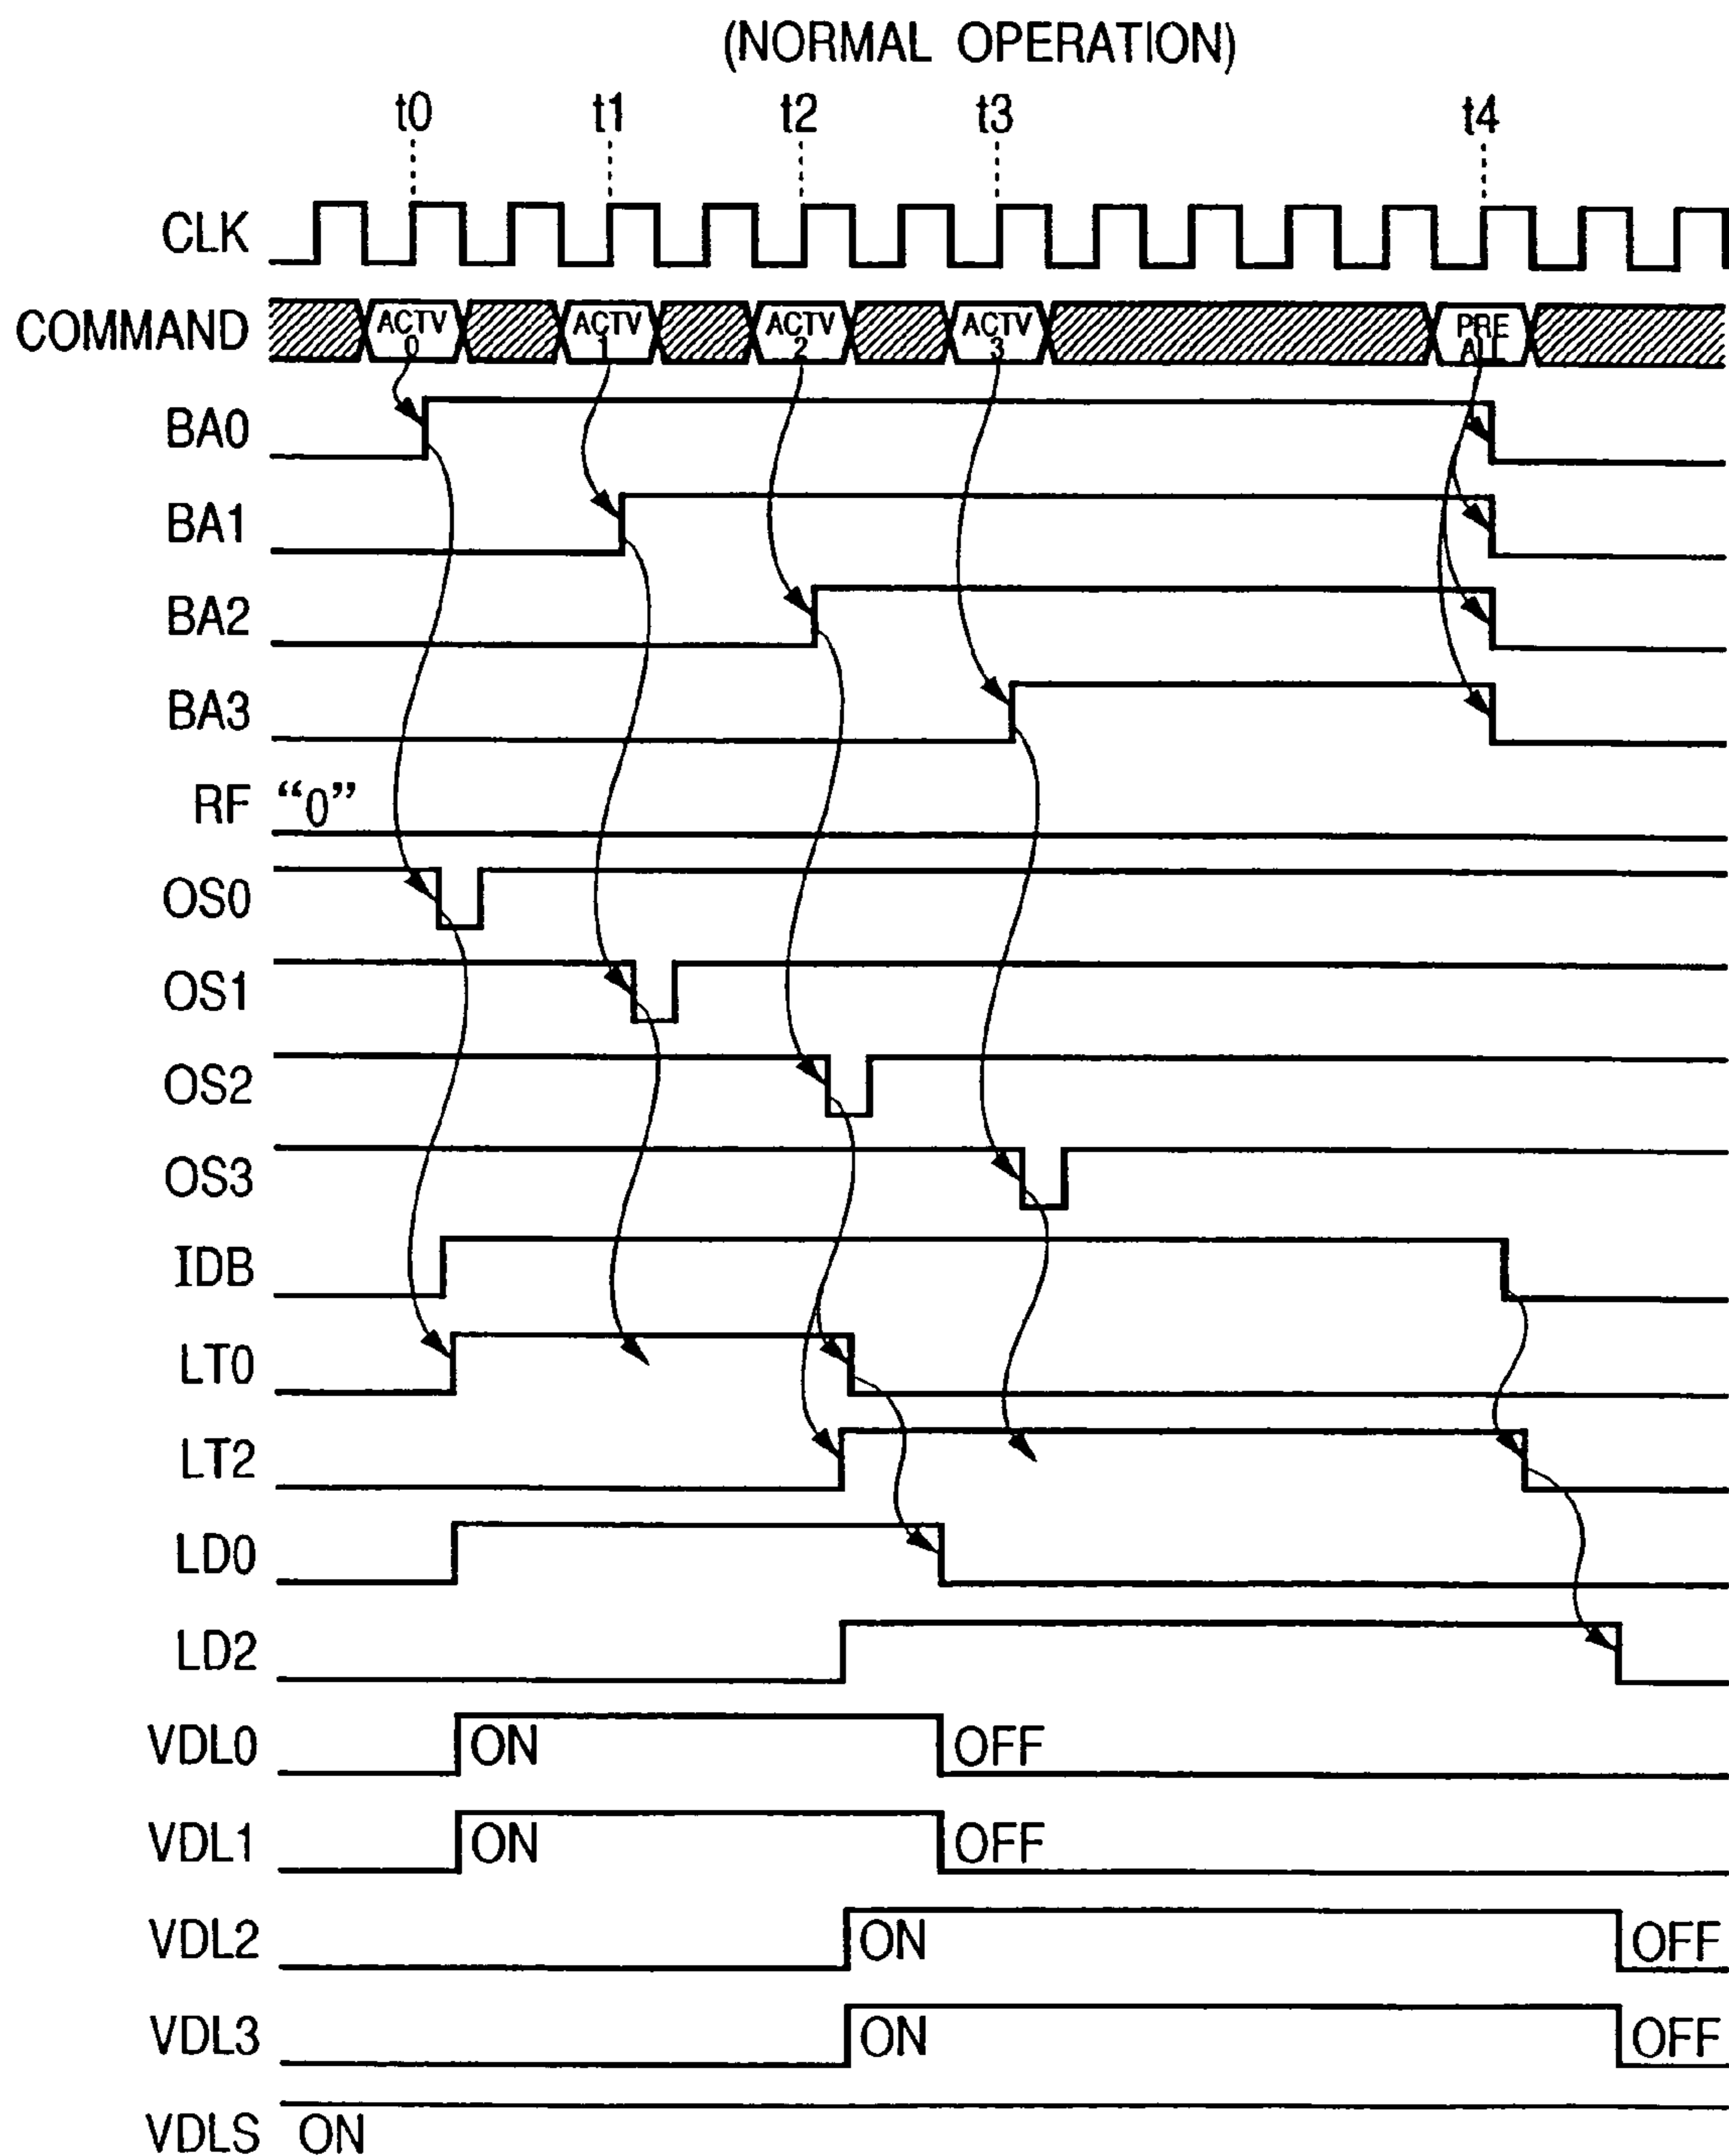 (NORMAL OPERATION)
t0 t1 t2 t3 t4
CLK
COMMAND ACTV 0 ACTV 1 ACTV 2 ACTV 3 PRE ALL
BA0
BA1
BA2
BA3
RF “0”
OS0
OS1
OS2
OS3
IDB
LT0
LT2
LD0
LD2
VDL0 ON OFF
VDL1 ON OFF
VDL2 ON OFF
VDL3 ON OFF
VDLS ON